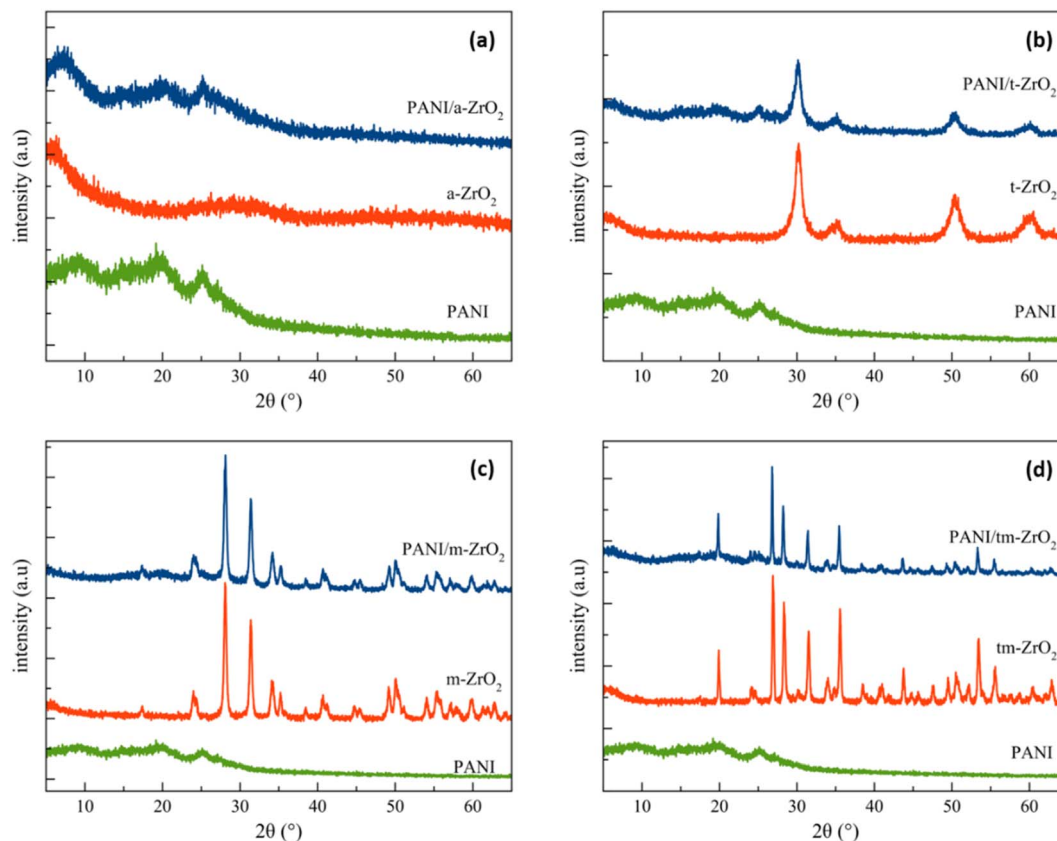 (a)
PANI/a-ZrO₂
a-ZrO₂
PANI
intensity (a.u)
10 20 30 40 50 60
2θ (°)
(b)
PANI/t-ZrO₂
t-ZrO₂
PANI
intensity (a.u)
10 20 30 40 50 60
2θ (°)
(c)
PANI/m-ZrO₂
m-ZrO₂
PANI
intensity (a.u)
10 20 30 40 50 60
2θ (°)
(d)
PANI/tm-ZrO₂
tm-ZrO₂
PANI
intensity (a.u)
10 20 30 40 50 60
2θ (°)